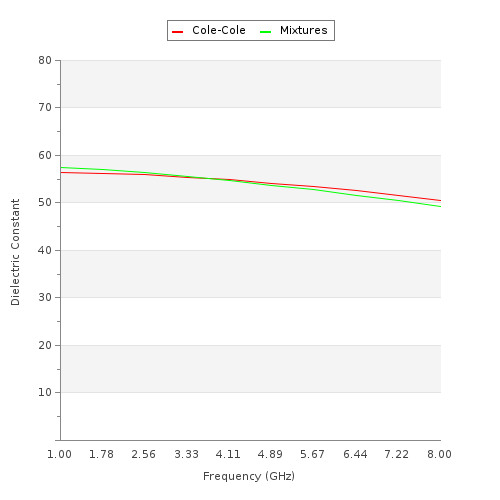 Cole-Cole Mixtures
80
70
60
50
40
30
20
10
Dielectric Constant
1.00 1.78 2.56 3.33 4.11 4.89 5.67 6.44 7.22 8.00
Frequency (GHz)